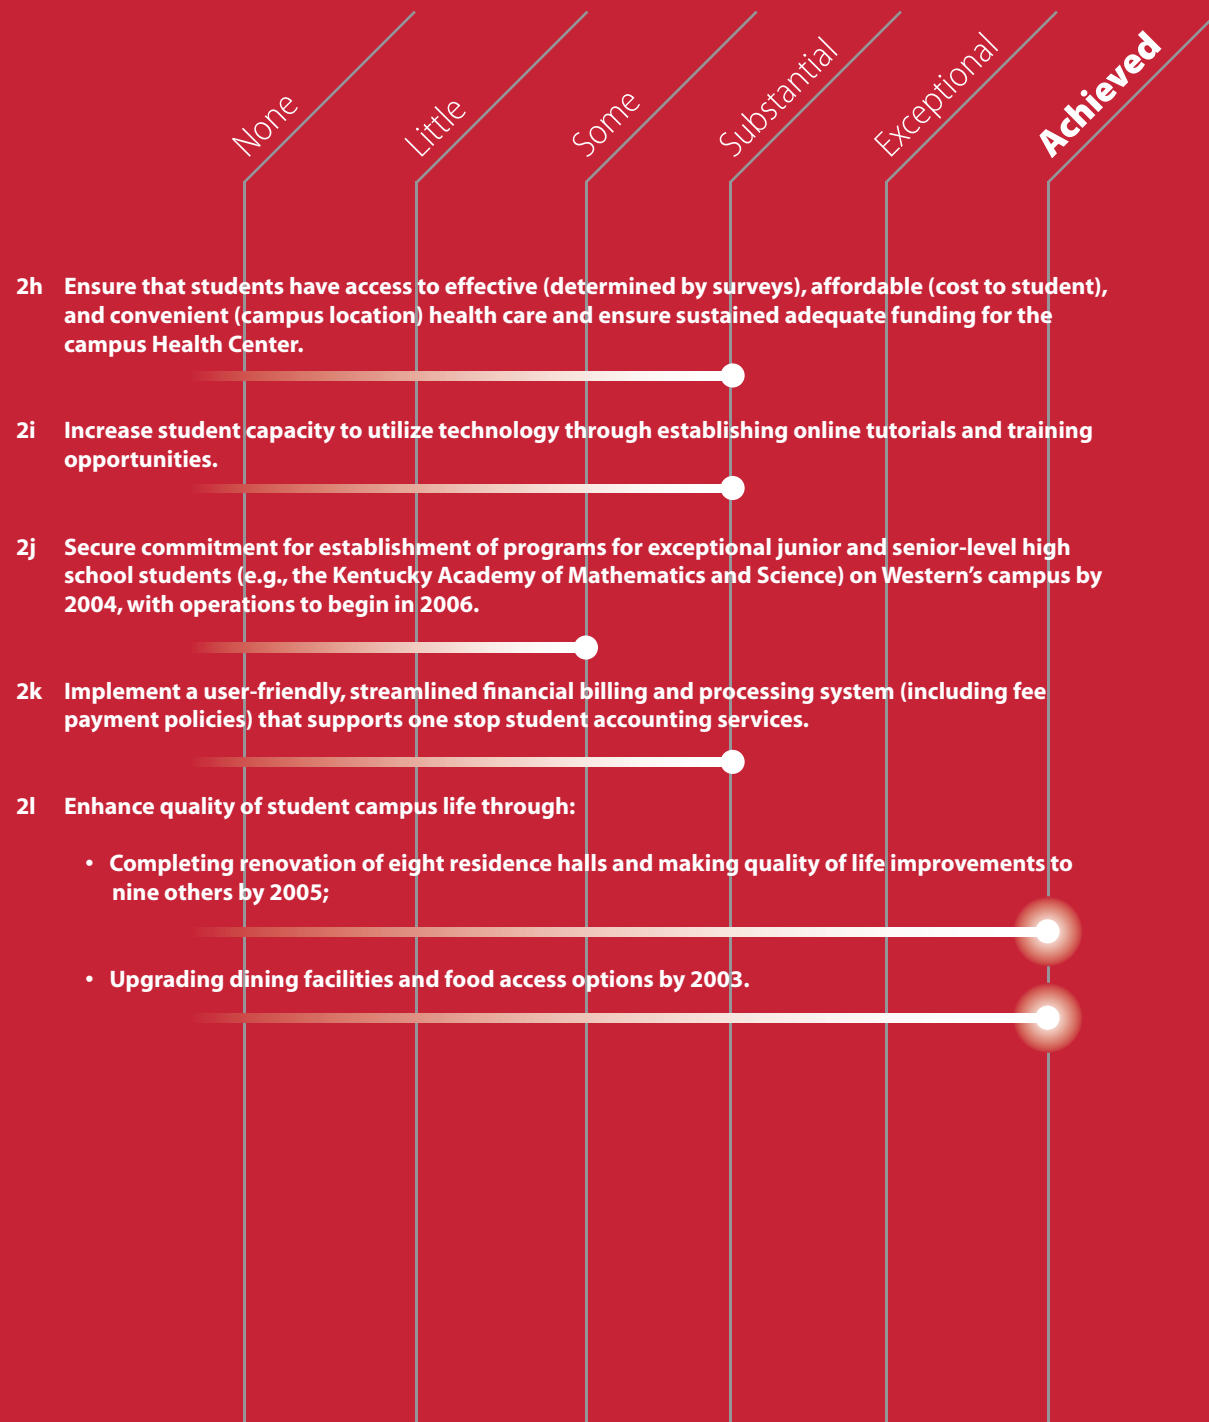 None
Little
Some
Substantial
Exceptional
Achieved
2h Ensure that students have access to effective (determined by surveys), affordable (cost to student),
and convenient (campus location) health care and ensure sustained adequate funding for the
campus Health Center.
2i Increase student capacity to utilize technology through establishing online tutorials and training
opportunities.
2j Secure commitment for establishment of programs for exceptional junior and senior-level high
school students (e.g., the Kentucky Academy of Mathematics and Science) on Western’s campus by
2004, with operations to begin in 2006.
2k Implement a user-friendly, streamlined financial billing and processing system (including fee
payment policies) that supports one stop student accounting services.
2l Enhance quality of student campus life through:
• Completing renovation of eight residence halls and making quality of life improvements to
nine others by 2005;
• Upgrading dining facilities and food access options by 2003.